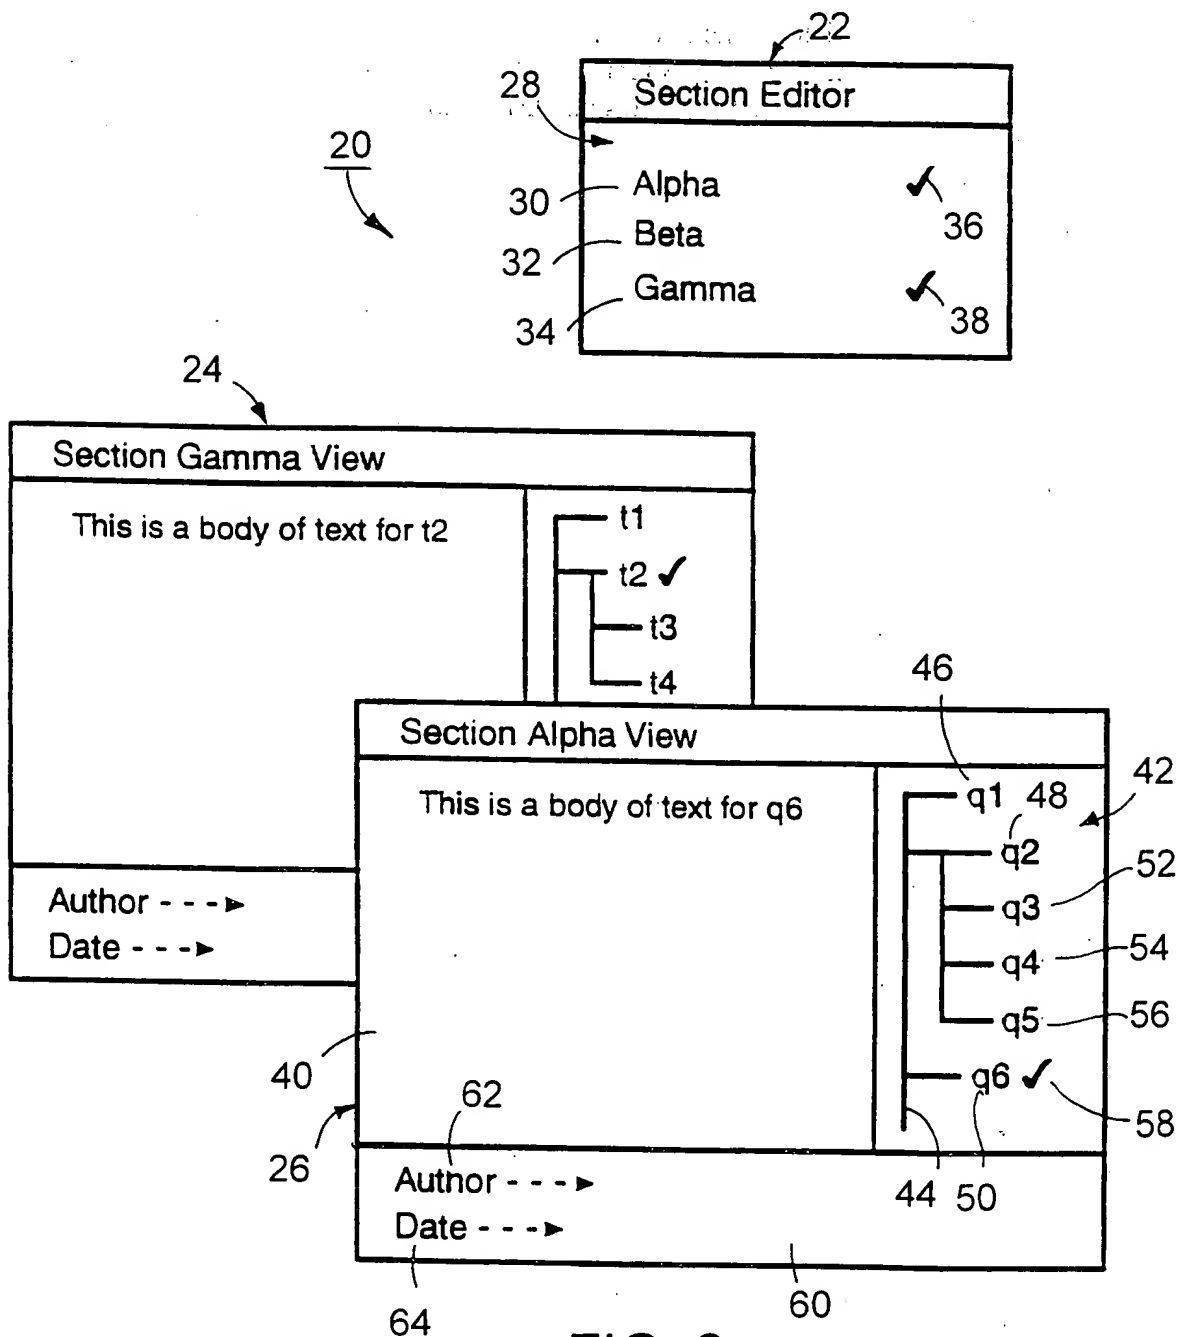 22
28
Section Editor
20
Alpha
30
36
Beta
32
Gamma
34
38
24
Section Gamma View
This is a body of text for t2
t1
t2 ✓
t3
t4
46
Section Alpha View
42
This is a body of text for q6
q1
48
q2
52
q3
Author - - - ►
Date - - - ►
q4
54
q5
56
40
q6 ✓
62
58
26
Author - - - ►
44
50
Date - - - ►
64
60